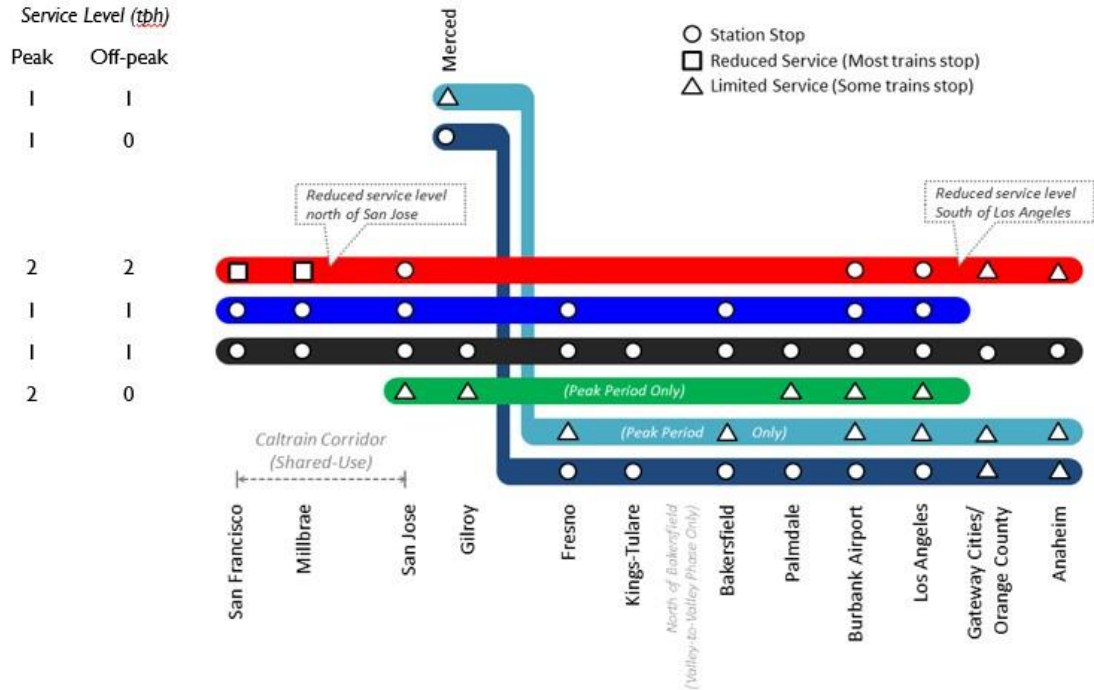 Service Level (tph)
Peak Off-peak
Merced
○ Station Stop
□ Reduced Service (Most trains stop)
△ Limited Service (Some trains stop)
1 1
1 0
Reduced service level
north of San Jose
Reduced service level
South of Los Angeles
2 2
1 1
1 1
2 0
(Peak Period Only)
(Peak Period Only)
Caltrain Corridor
(Shared-Use)
San Francisco
Millbrae
San Jose
Gilroy
Fresno
Kings-Tulare
North of Bakersfield
(Valley-to-Valley Phase Only)
Bakersfield
Palmdale
Burbank Airport
Los Angeles
Gateway Cities/
Orange County
Anaheim